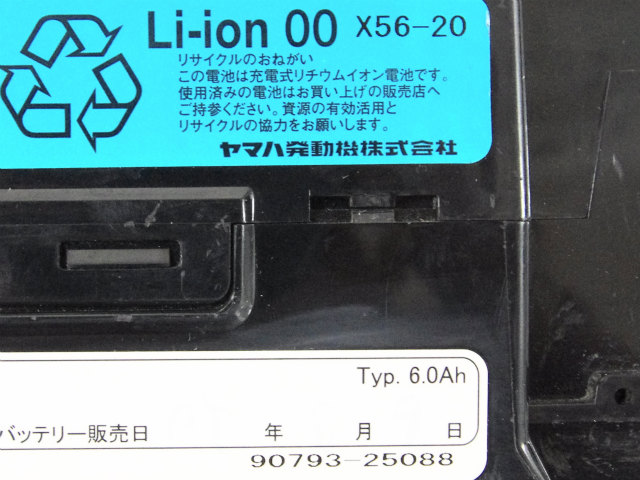 Li-ion 00 X56-20
リサイクルのおねがい
この電池は充電式リチウムイオン電池です。
使用済みの電池はお買い上げの販売店へ
ご持参ください。資源の有効活用と
リサイクルの協力をお願いします。
ヤマハ発動機株式会社
Typ. 6.0Ah
バッテリー販売日 年 月 日
90793-25088